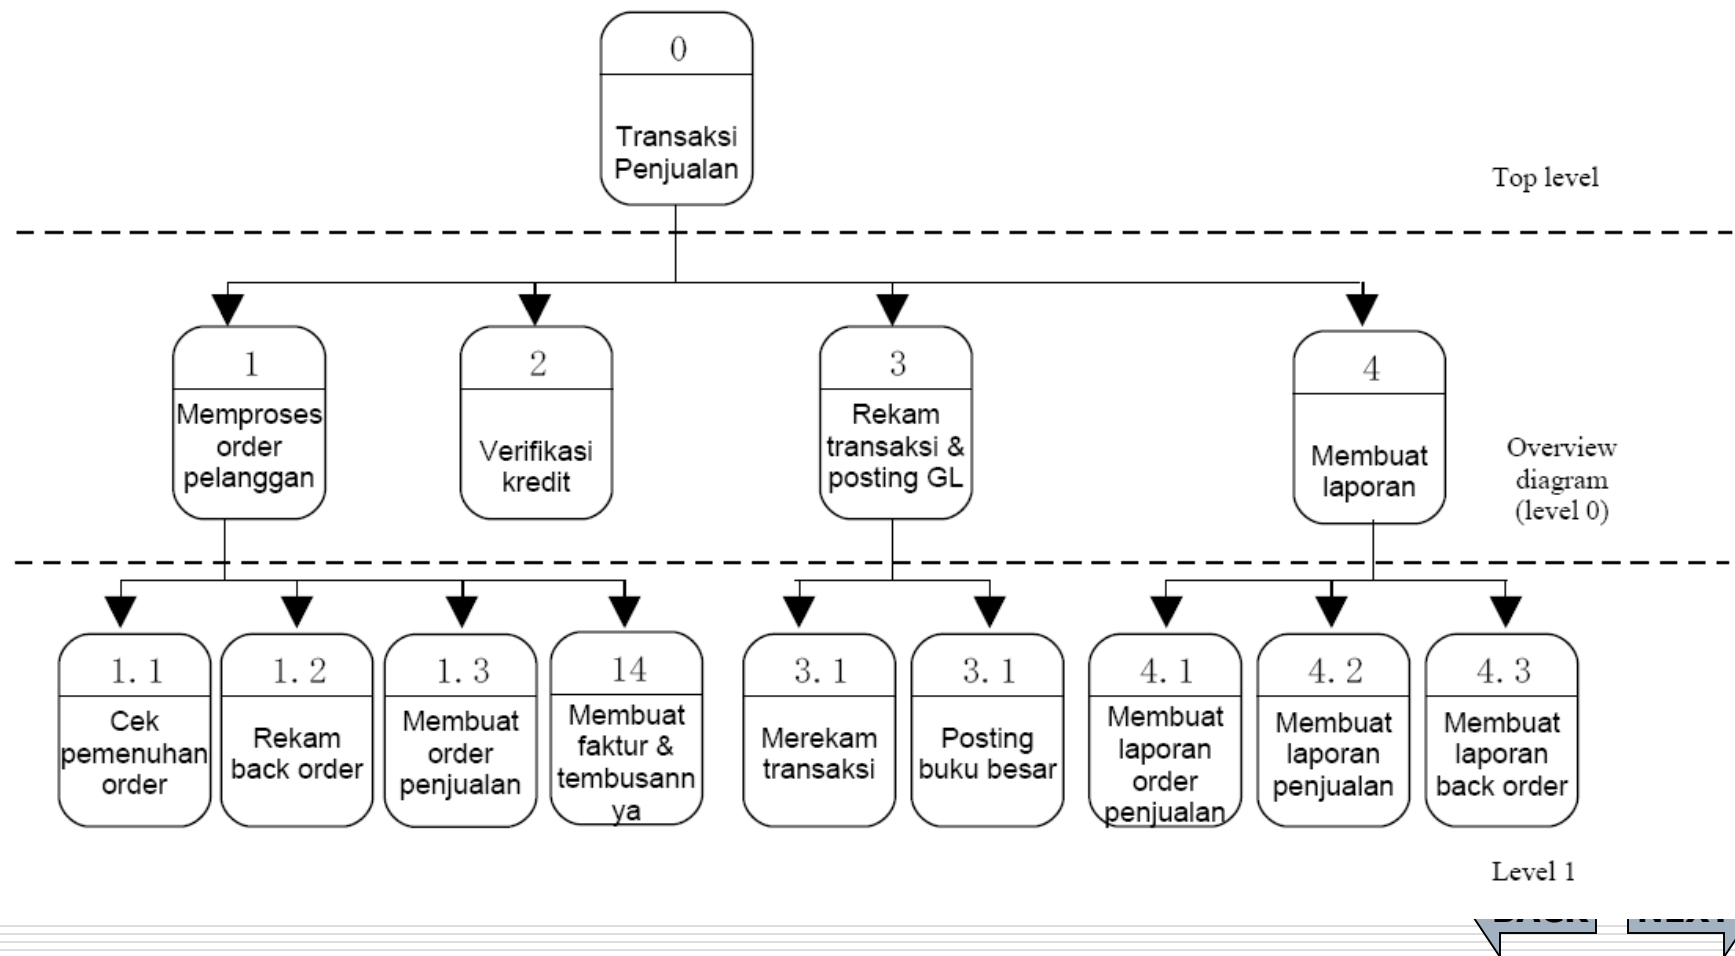 0
Transaksi
Penjualan
Top level
1
Memproses
order
pelanggan
2
Verifikasi
kredit
3
Rekam
transaksi &
posting GL
4
Membuat
laporan
Overview
diagram
(level 0)
1.1
Cek
pemenuhan
order
1.2
Rekam
back order
1.3
Membuat
order
penjualan
14
Membuat
faktur &
tembusann
ya
3.1
Merekam
transaksi
3.1
Posting
buku besar
4.1
Membuat
laporan
order
penjualan
4.2
Membuat
laporan
penjualan
4.3
Membuat
laporan
back order
Level 1
BACK
NEXT